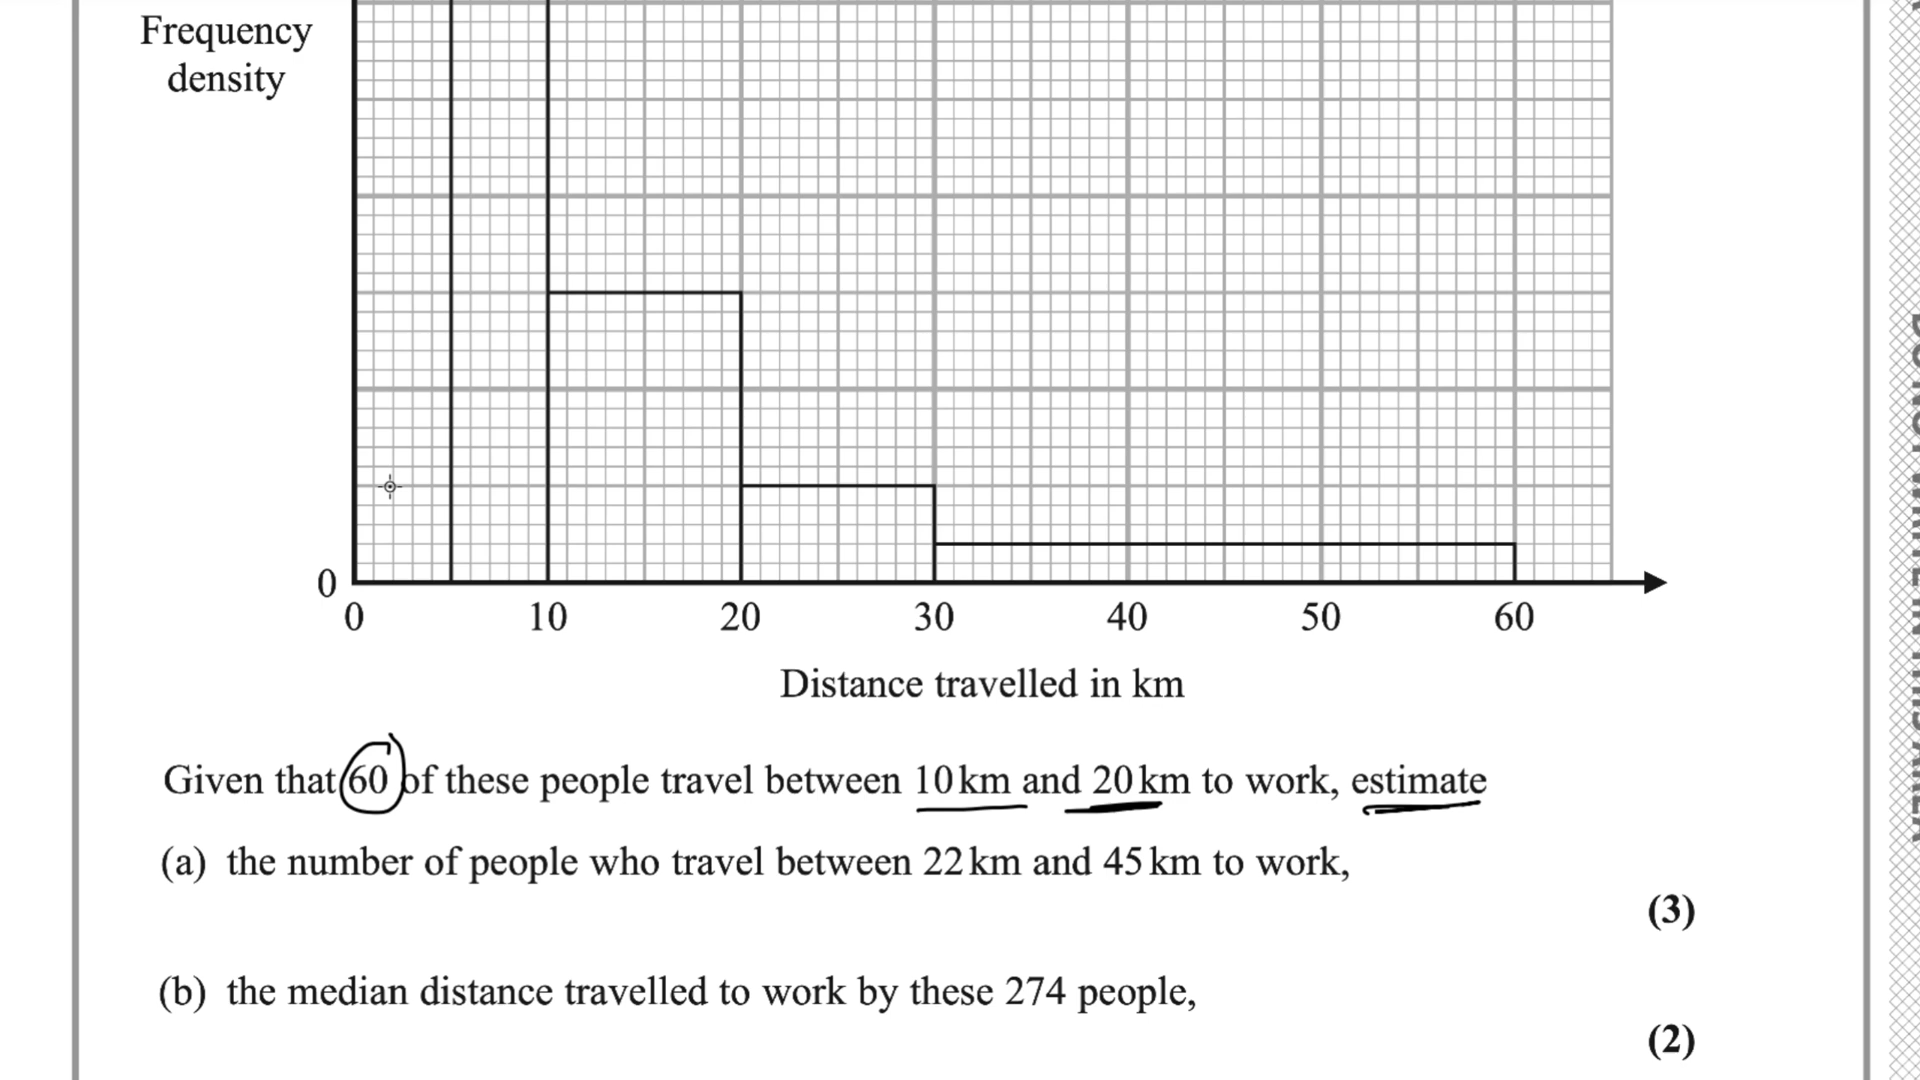 Frequency
density
0
0 10 20 30 40 50 60
Distance travelled in km
Given that 60 of these people travel between 10 km and 20 km to work, estimate
(a) the number of people who travel between 22 km and 45 km to work,
(3)
(b) the median distance travelled to work by these 274 people,
(2)